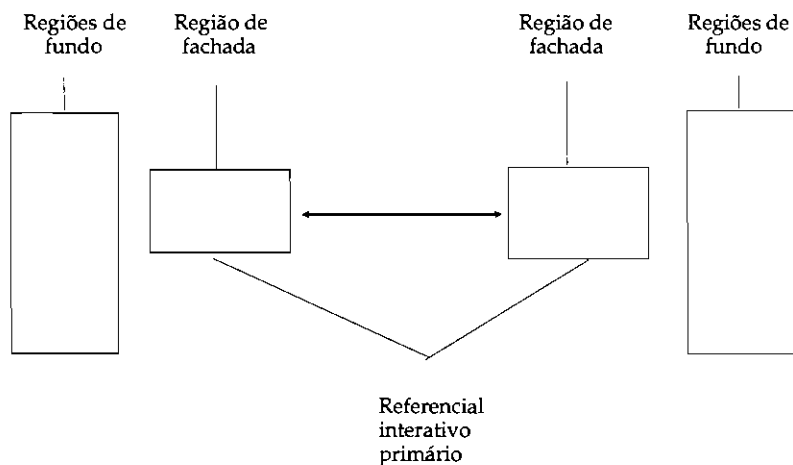 Regiões de
fundo
Região de
fachada
Região de
fachada
Regiões de
fundo
Referencial
interativo
primário